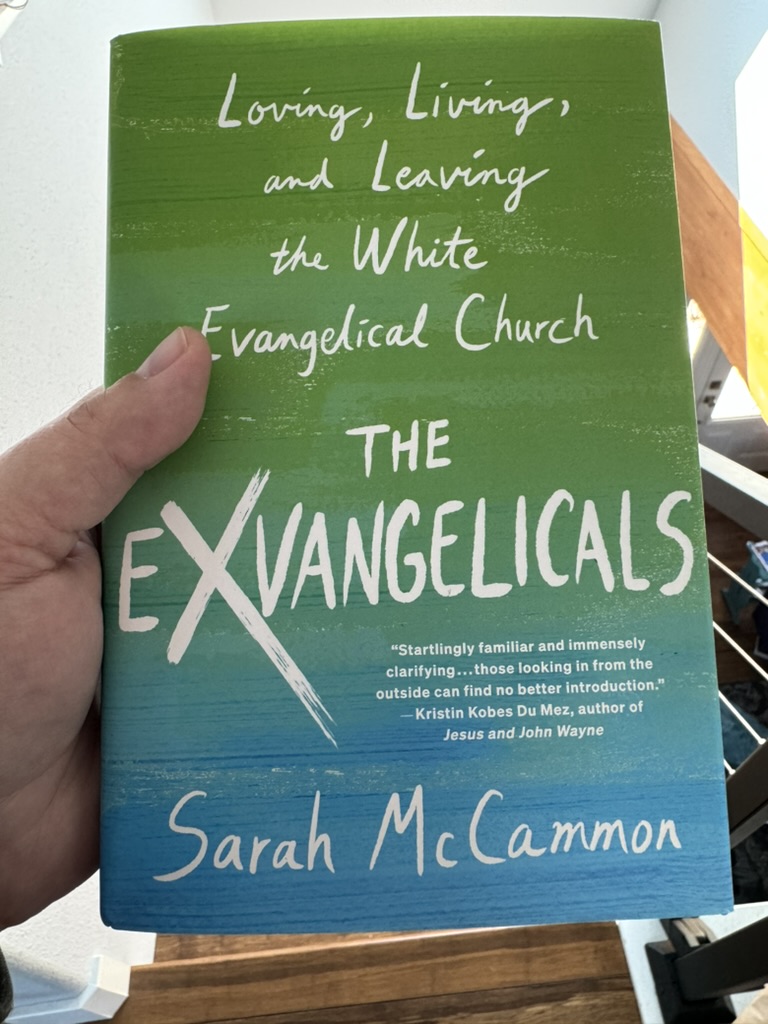 Loving, Living,
and Leaving
the White
Evangelical Church
THE
EXVANGELICALS
“Startlingly familiar and immensely
clarifying...those looking in from the
outside can find no better introduction.”
—Kristin Kobes Du Mez, author of
Jesus and John Wayne
Sarah McCammon